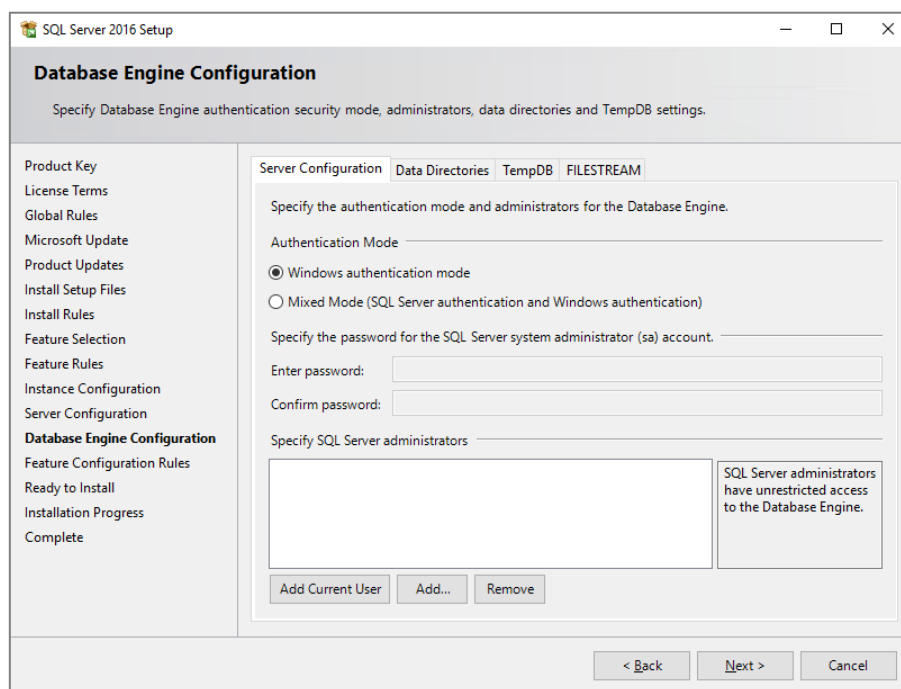 SQL Server 2016 Setup
Database Engine Configuration
Specify Database Engine authentication security mode, administrators, data directories and TempDB settings.
Product Key
License Terms
Global Rules
Microsoft Update
Product Updates
Install Setup Files
Install Rules
Feature Selection
Feature Rules
Instance Configuration
Server Configuration
Database Engine Configuration
Feature Configuration Rules
Ready to Install
Installation Progress
Complete
Server Configuration Data Directories TempDB FILESTREAM
Specify the authentication mode and administrators for the Database Engine.
Authentication Mode
Windows authentication mode
Mixed Mode (SQL Server authentication and Windows authentication)
Specify the password for the SQL Server system administrator (sa) account.
Enter password:
Confirm password:
Specify SQL Server administrators
SQL Server administrators
have unrestricted access
to the Database Engine.
Add Current User Add... Remove
< Back Next > Cancel